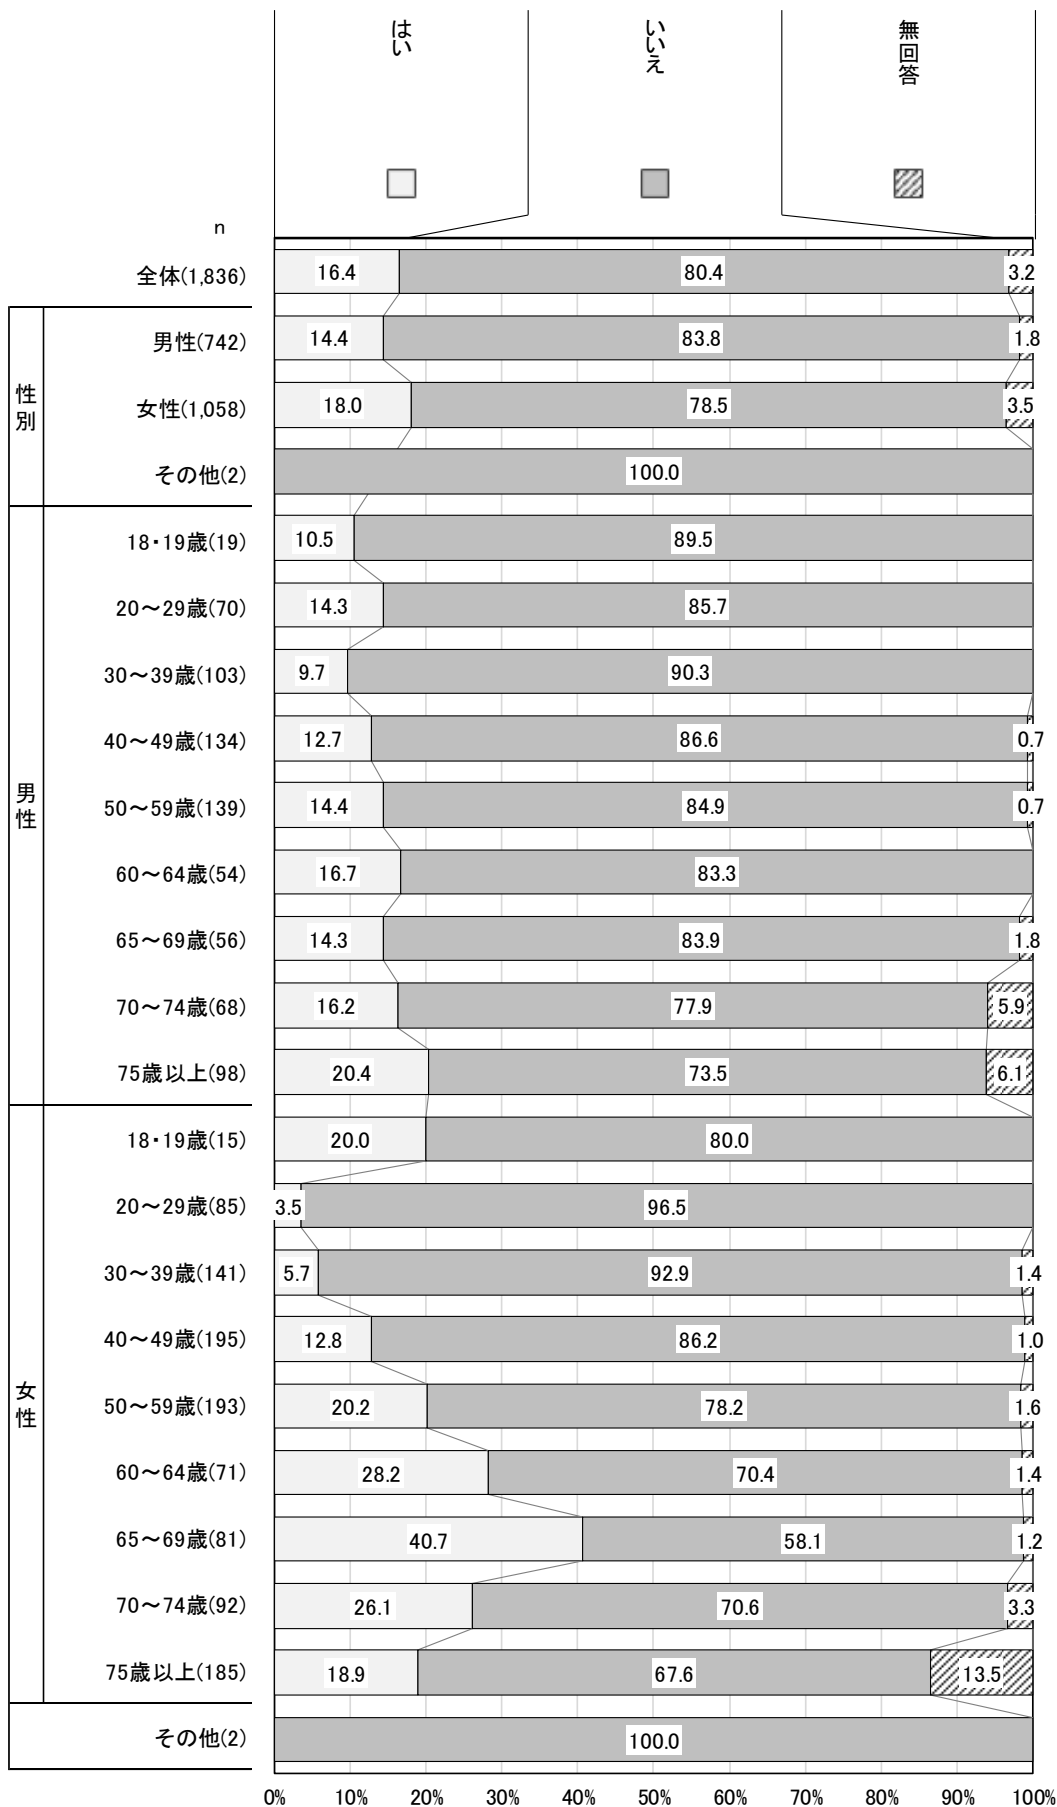 はい
いいえ
無回答
n
全体(1,836)
16.4
80.4
3.2
性別
男性(742)
14.4
83.8
1.8
女性(1,058)
18.0
78.5
3.5
その他(2)
100.0
男性
18・19歳(19)
10.5
89.5
20～29歳(70)
14.3
85.7
30～39歳(103)
9.7
90.3
40～49歳(134)
12.7
86.6
0.7
50～59歳(139)
14.4
84.9
0.7
60～64歳(54)
16.7
83.3
65～69歳(56)
14.3
83.9
1.8
70～74歳(68)
16.2
77.9
5.9
75歳以上(98)
20.4
73.5
6.1
女性
18・19歳(15)
20.0
80.0
20～29歳(85)
3.5
96.5
30～39歳(141)
5.7
92.9
1.4
40～49歳(195)
12.8
86.2
1.0
50～59歳(193)
20.2
78.2
1.6
60～64歳(71)
28.2
70.4
1.4
65～69歳(81)
40.7
58.1
1.2
70～74歳(92)
26.1
70.6
3.3
75歳以上(185)
18.9
67.6
13.5
その他(2)
100.0
0% 10% 20% 30% 40% 50% 60% 70% 80% 90% 100%